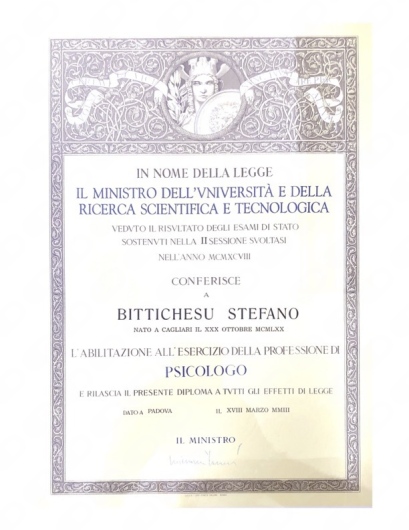 IN NOME DELLA LEGGE
IL MINISTRO DELL'VNIVERSITÀ E DELLA
RICERCA SCIENTIFICA E TECNOLOGICA
VEDVTO IL RISVLTATO DEGLI ESAMI DI STATO
SOSTENVTI NELLA II SESSIONE SVOLTASI
NELL'ANNO MCMXCVIII
CONFERISCE
A
BITTICHESU STEFANO
NATO A CAGLIARI IL XXX OTTOBRE MCMLXX
L'ABILITAZIONE ALL'ESERCIZIO DELLA PROFESSIONE DI
PSICOLOGO
E RILASCIA IL PRESENTE DIPLOMA A TVTTI GLI EFFETTI DI LEGGE
DATO A PADOVA IL XVIII MARZO MMIII
IL MINISTRO